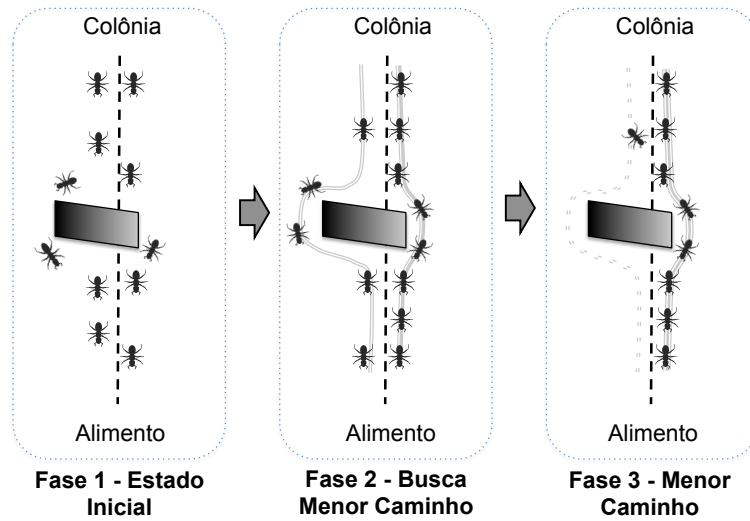 Colônia
Alimento
Fase 1 - Estado
Inicial
Colônia
Alimento
Fase 2 - Busca
Menor Caminho
Colônia
Alimento
Fase 3 - Menor
Caminho